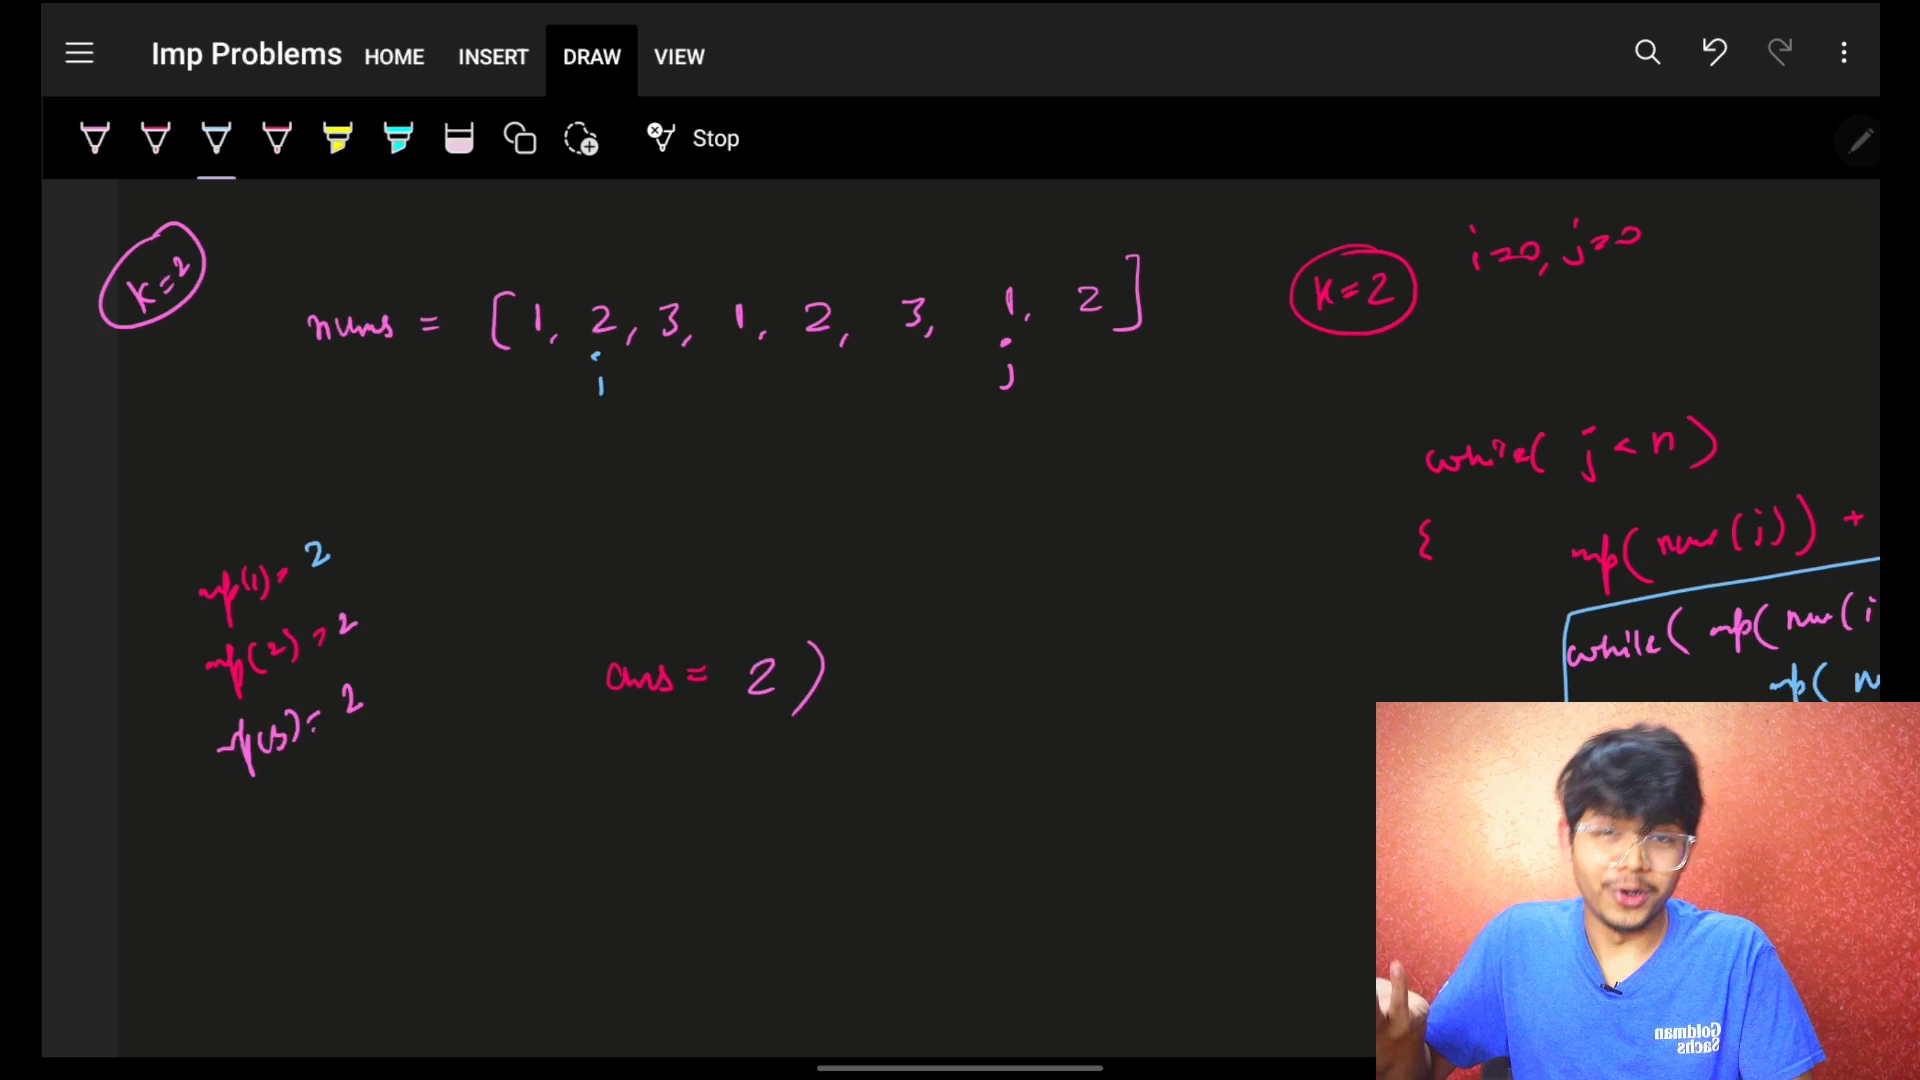 Imp Problems HOME INSERT DRAW VIEW
Stop
K=2
nums = [1, 2, 3, 1, 2, 3, 1, 2]
i
j
K=2
i=0, j=0
while( j < n)
{
mp( nums (j)) +
while( mp( nums (i
mp(
mp(1) = 2
mp(2) = 2
mp(3) = 2
ans = 2 )
Goldman
Sachs